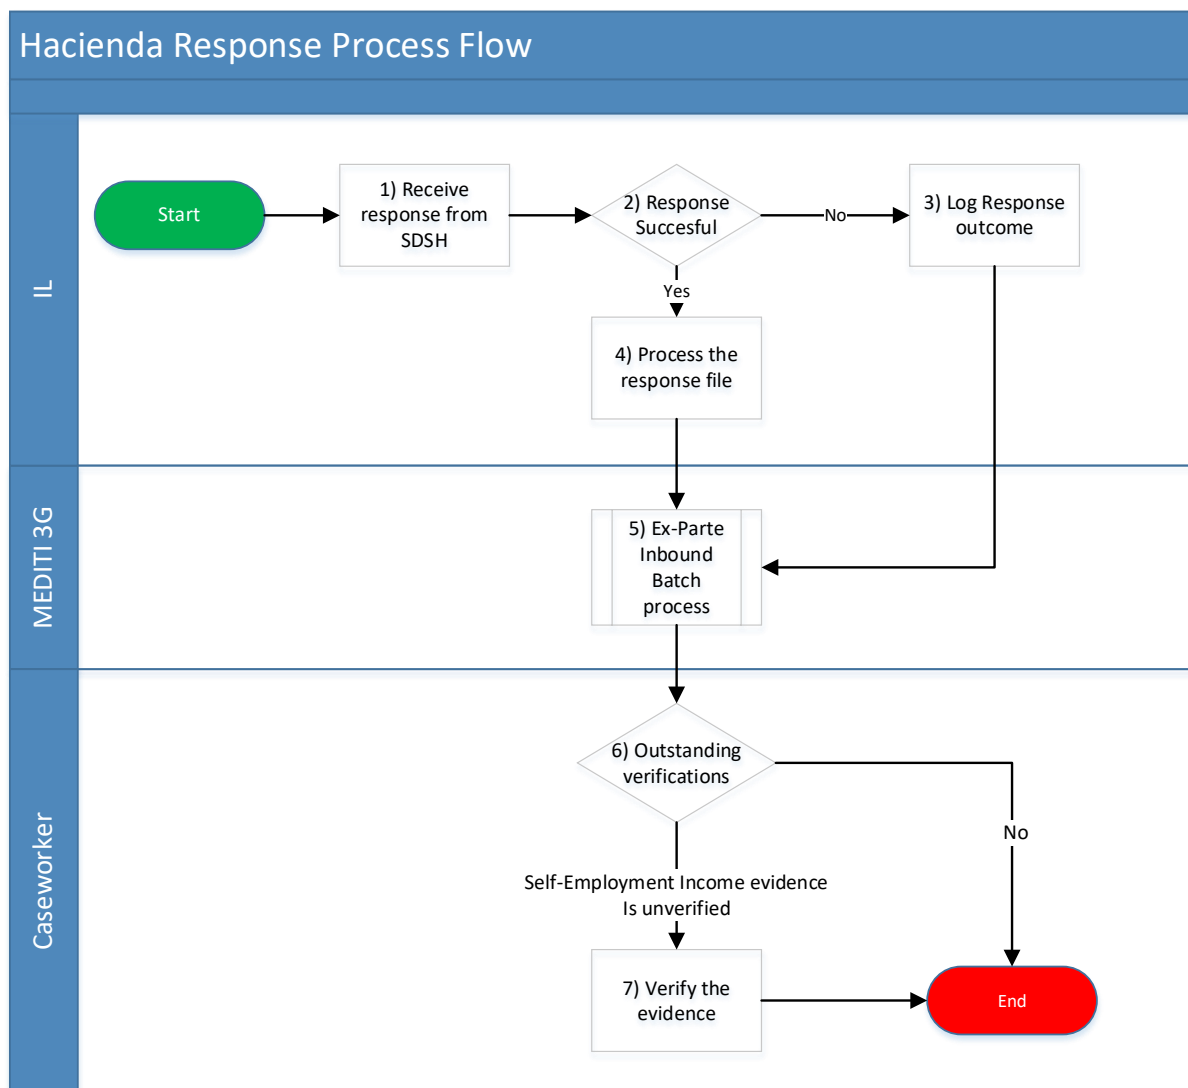 Hacienda Response Process Flow
IL
Start
1) Receive
response from
SDSH
2) Response
Succesful
No
3) Log Response
outcome
Yes
4) Process the
response file
MEDITI 3G
5) Ex-Parte
Inbound
Batch
process
Caseworker
6) Outstanding
verifications
No
Self-Employment Income evidence
Is unverified
7) Verify the
evidence
End